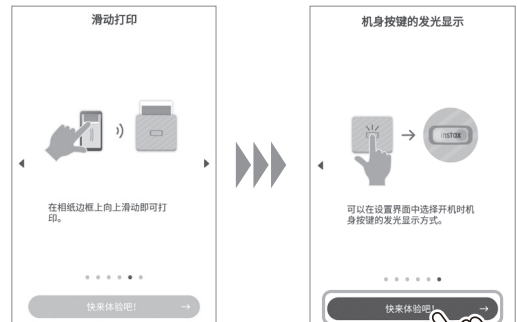 滑动打印
在相纸边框上向上滑动即可打
印。
快来体验吧！ →
机身按键的发光显示
instax
可以在设置界面中选择开机时机
身按键的发光显示方式。
快来体验吧！ →